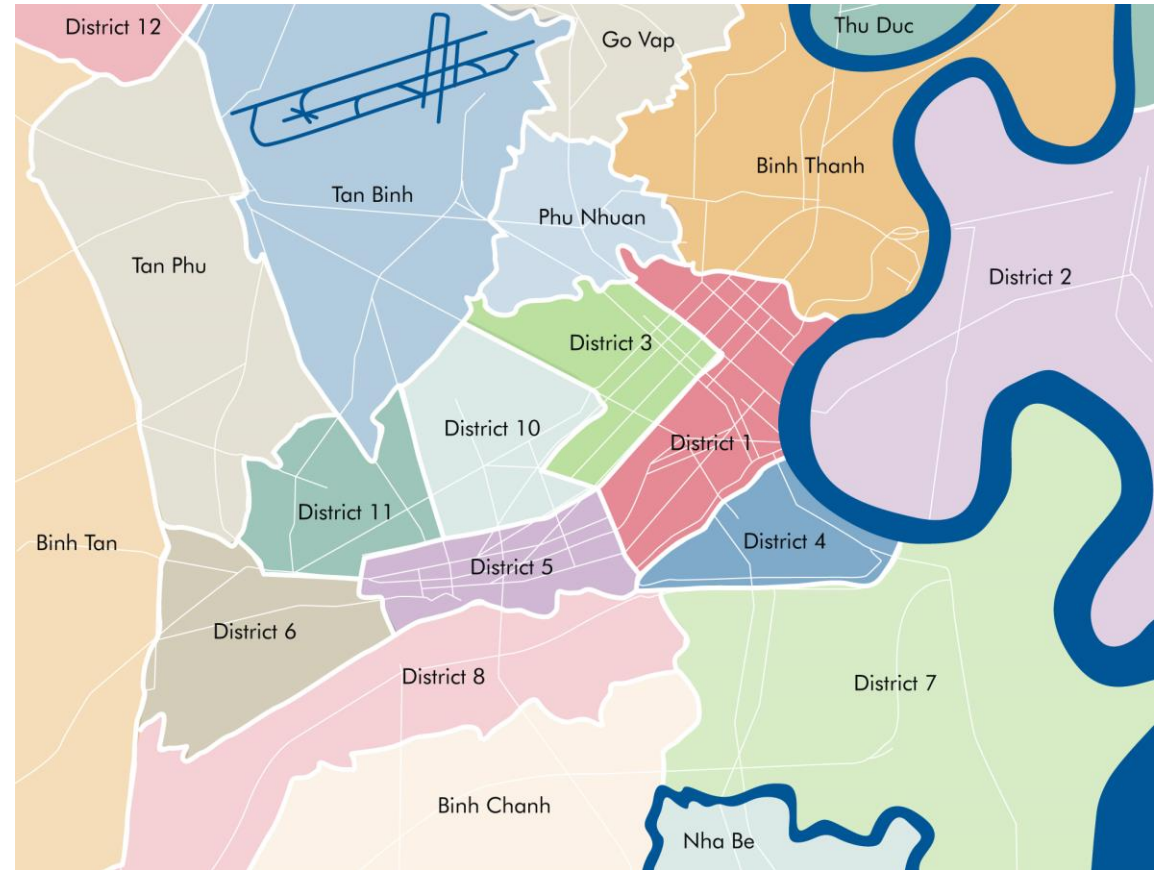 District 12
Go Vap
Thu Duc
Binh Thanh
Tan Binh
Phu Nhuan
Tan Phu
District 2
District 3
District 10
District 1
District 11
Binh Tan
District 4
District 5
District 6
District 8
District 7
Binh Chanh
Nha Be